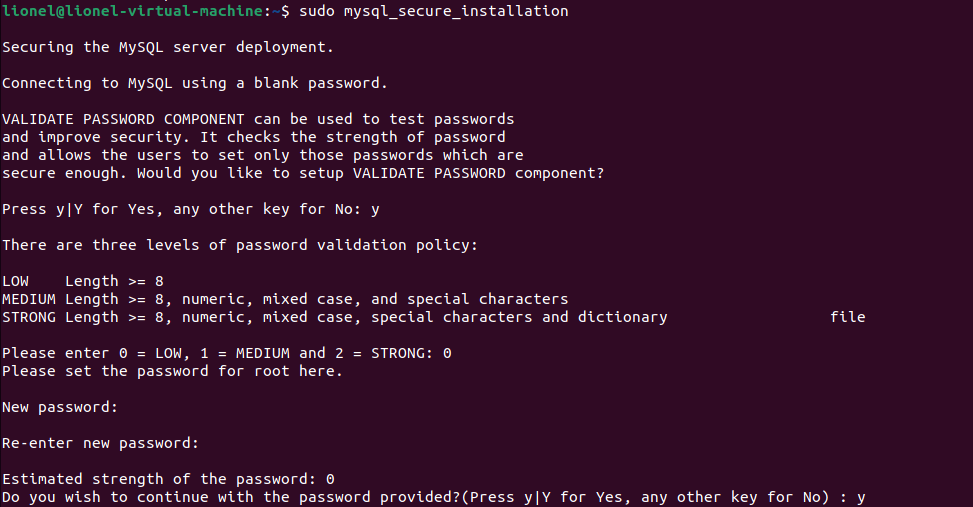 lionel@lionel-virtual-machine:~$ sudo mysql_secure_installation
Securing the MySQL server deployment.
Connecting to MySQL using a blank password.
VALIDATE PASSWORD COMPONENT can be used to test passwords
and improve security. It checks the strength of password
and allows the users to set only those passwords which are
secure enough. Would you like to setup VALIDATE PASSWORD component?
Press y|Y for Yes, any other key for No: y
There are three levels of password validation policy:
LOW    Length >= 8
MEDIUM Length >= 8, numeric, mixed case, and special characters
STRONG Length >= 8, numeric, mixed case, special characters and dictionary                  file
Please enter 0 = LOW, 1 = MEDIUM and 2 = STRONG: 0
Please set the password for root here.
New password:
Re-enter new password:
Estimated strength of the password: 0
Do you wish to continue with the password provided?(Press y|Y for Yes, any other key for No) : y